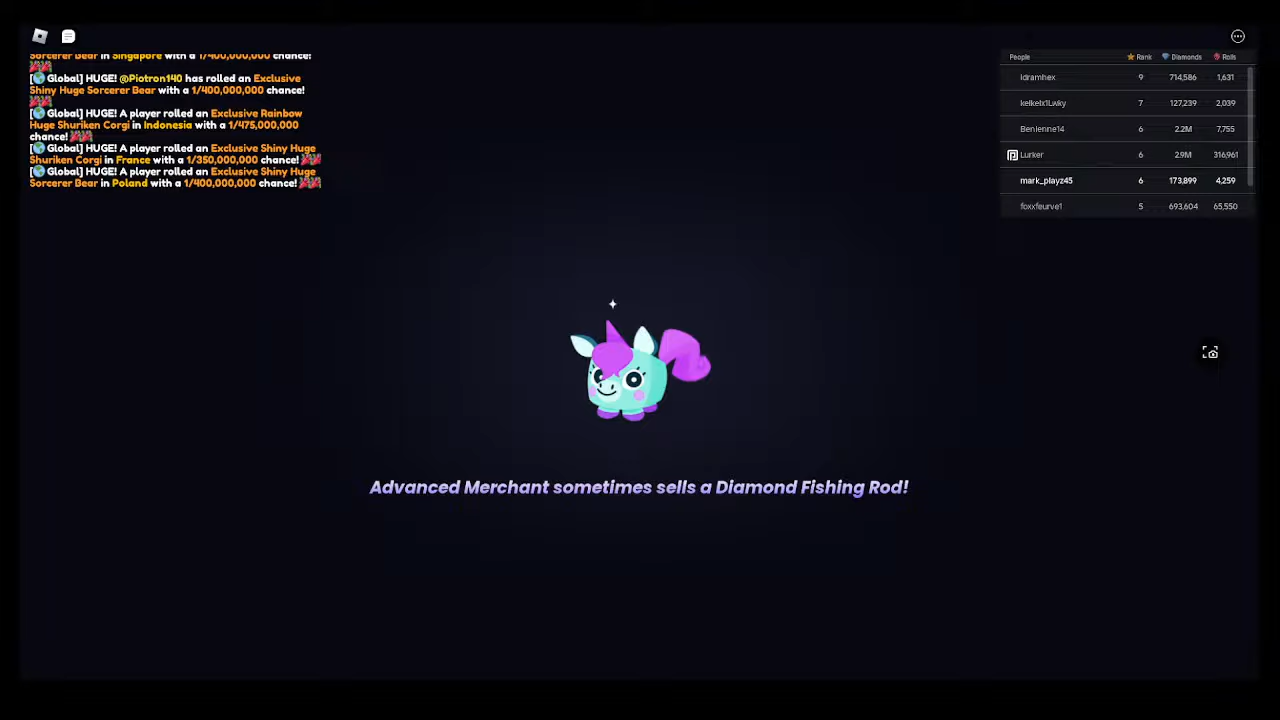 Sorcerer Bear in Singapore with a 1/400,000,000 chance!
[Global] HUGE! @Piotron140 has rolled an Exclusive
Shiny Huge Sorcerer Bear with a 1/400,000,000 chance!
[Global] HUGE! A player rolled an Exclusive Rainbow
Huge Shuriken Corgi in Indonesia with a 1/475,000,000
chance!
[Global] HUGE! A player rolled an Exclusive Shiny Huge
Shuriken Corgi in France with a 1/350,000,000 chance!
[Global] HUGE! A player rolled an Exclusive Shiny Huge
Sorcerer Bear in Poland with a 1/400,000,000 chance!
People Rank Diamonds Rolls
9 714,586 1,631
7 127,239 2,039
6 2.2M 7,755
Lurker 6 2.9M 316,961
mark_playz45 6 173,899 4,259
foxxfeurve1 5 693,604 65,550
Advanced Merchant sometimes sells a Diamond Fishing Rod!